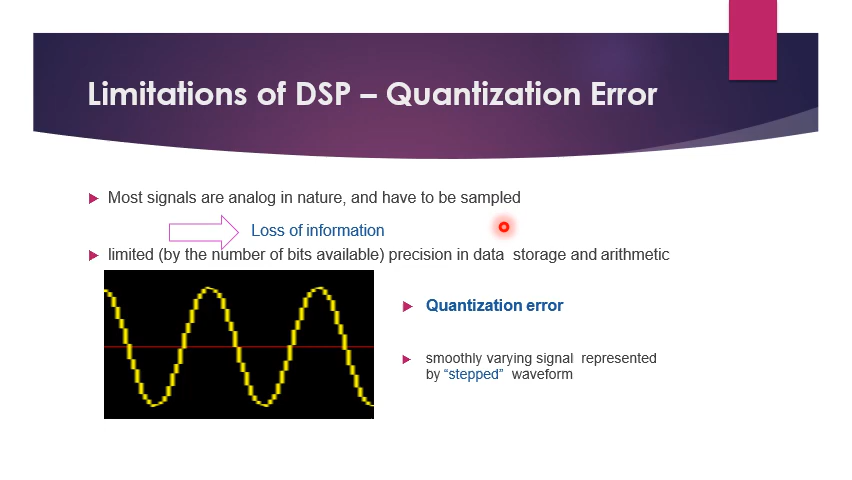 Limitations of DSP – Quantization Error
Most signals are analog in nature, and have to be sampled
Loss of information
limited (by the number of bits available) precision in data storage and arithmetic
Quantization error
smoothly varying signal represented
by “stepped” waveform